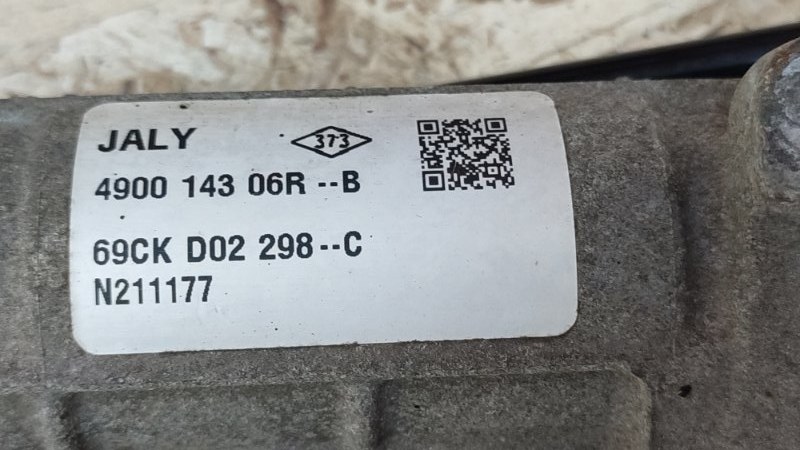 JALY 373
4900 143 06R --B
69CK D02 298--C
N211177